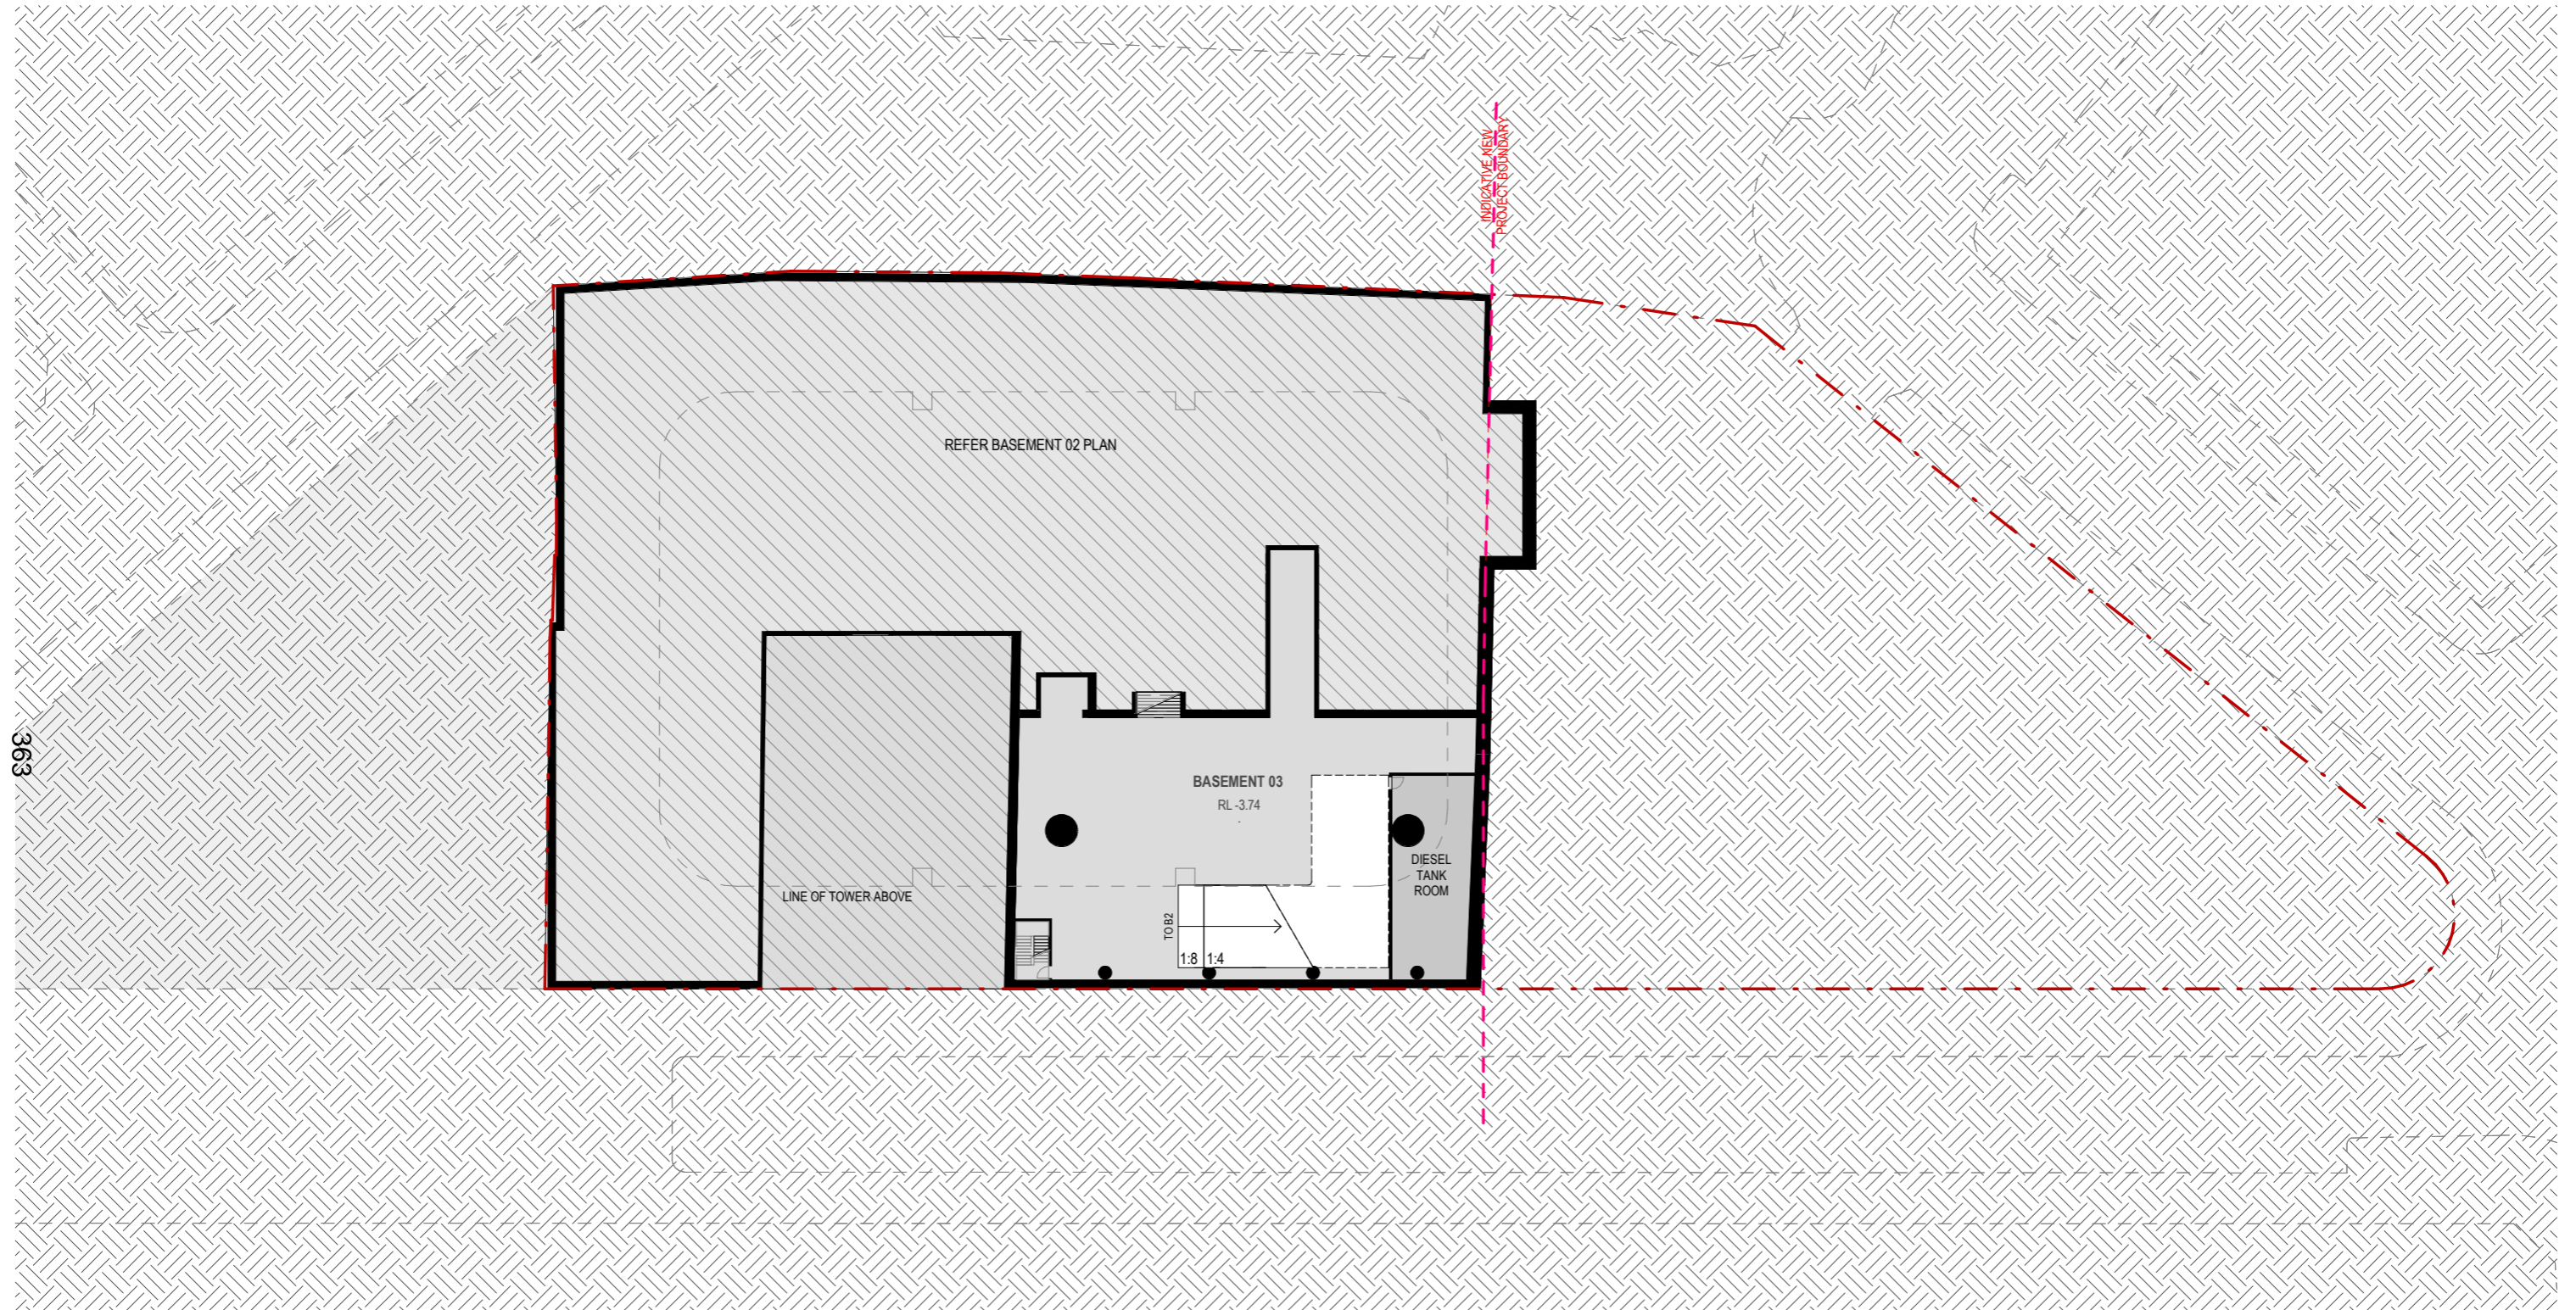 INDICATIVE NEW
PROJECT BOUNDARY
REFER BASEMENT 02 PLAN
363
BASEMENT 03
RL -3.74
DIESEL
TANK
ROOM
LINE OF TOWER ABOVE
TO B2
1:8
1:4